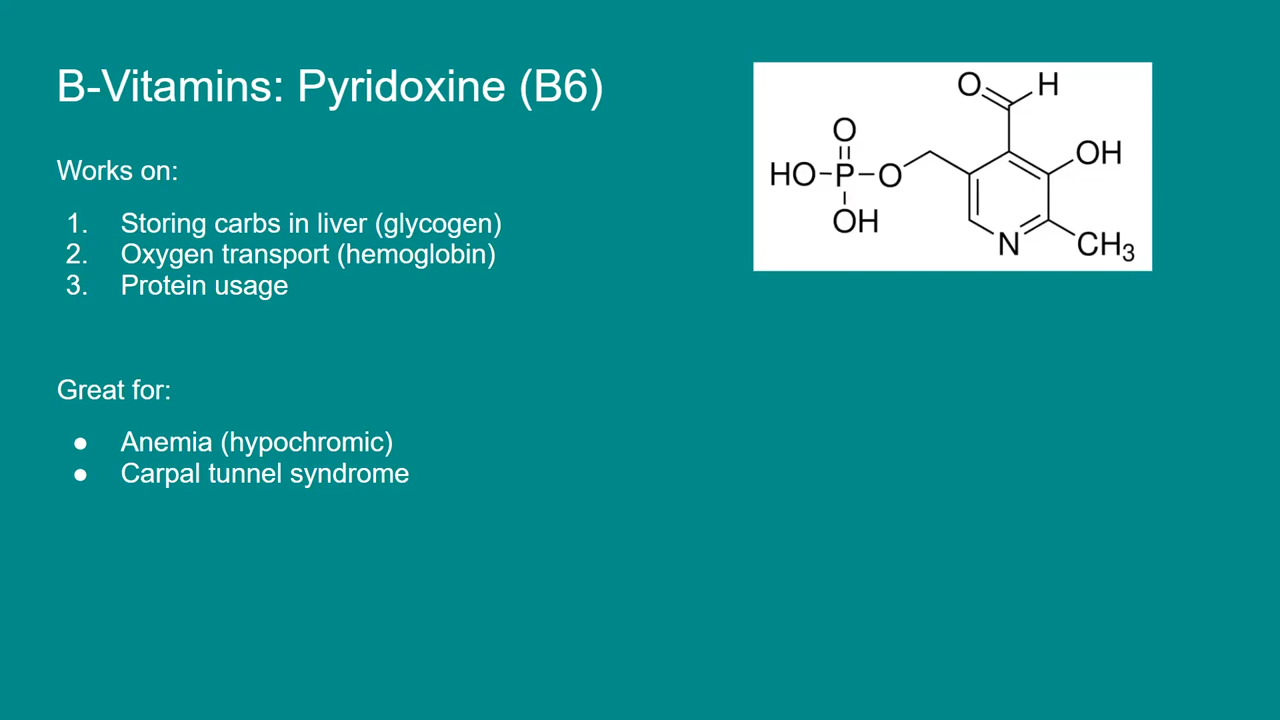 B-Vitamins: Pyridoxine (B6)
Works on:
1. Storing carbs in liver (glycogen)
2. Oxygen transport (hemoglobin)
3. Protein usage
Great for:
● Anemia (hypochromic)
● Carpal tunnel syndrome
O H
O
OH
HO P O
OH
N CH₃